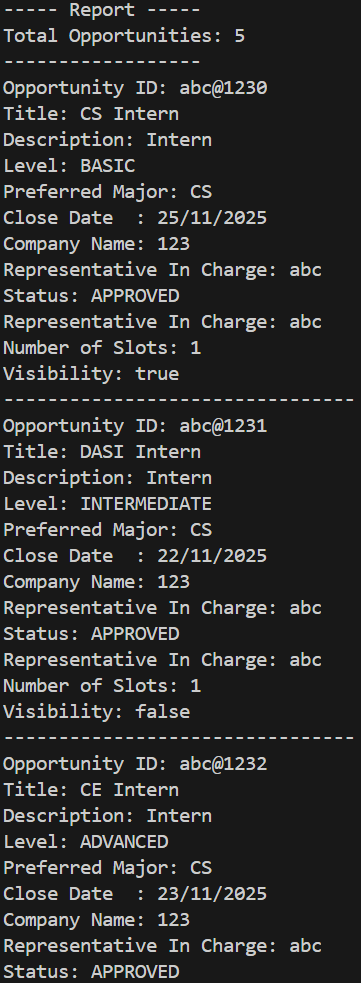 ----- Report -----
Total Opportunities: 5
------------------
Opportunity ID: abc@1230
Title: CS Intern
Description: Intern
Level: BASIC
Preferred Major: CS
Close Date  : 25/11/2025
Company Name: 123
Representative In Charge: abc
Status: APPROVED
Representative In Charge: abc
Number of Slots: 1
Visibility: true
--------------------------------
Opportunity ID: abc@1231
Title: DASI Intern
Description: Intern
Level: INTERMEDIATE
Preferred Major: CS
Close Date  : 22/11/2025
Company Name: 123
Representative In Charge: abc
Status: APPROVED
Representative In Charge: abc
Number of Slots: 1
Visibility: false
--------------------------------
Opportunity ID: abc@1232
Title: CE Intern
Description: Intern
Level: ADVANCED
Preferred Major: CS
Close Date  : 23/11/2025
Company Name: 123
Representative In Charge: abc
Status: APPROVED